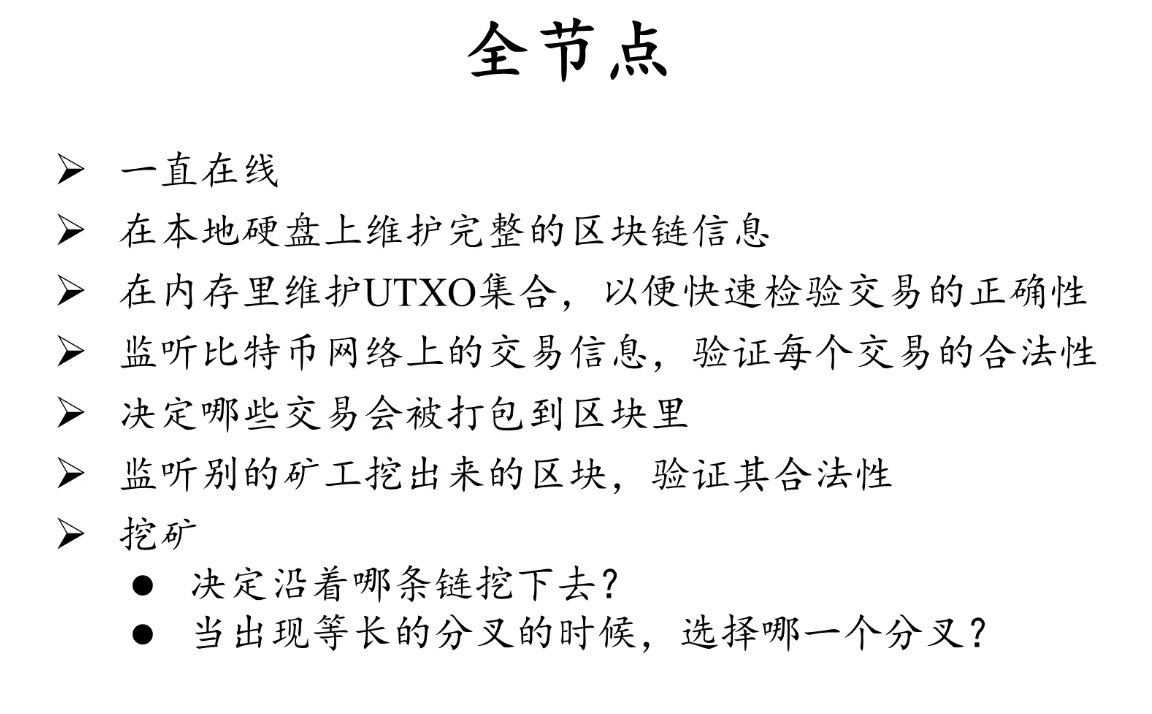 全节点
➢ 一直在线
➢ 在本地硬盘上维护完整的区块链信息
➢ 在内存里维护UTXO集合，以便快速检验交易的正确性
➢ 监听比特币网络上的交易信息，验证每个交易的合法性
➢ 决定哪些交易会被打包到区块里
➢ 监听别的矿工挖出来的区块，验证其合法性
➢ 挖矿
● 决定沿着哪条链挖下去？
● 当出现等长的分叉的时候，选择哪一个分叉？